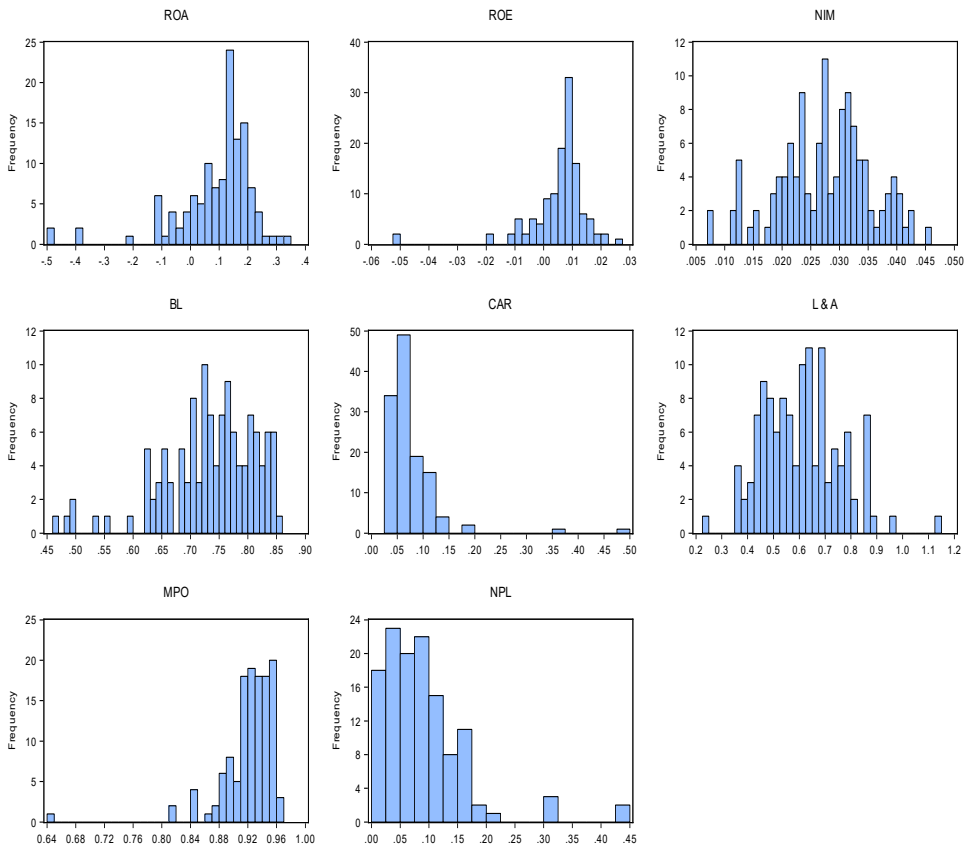 ROA
25
20
15
10
5
0
Frequency
-.5 -.4 -.3 -.2 -.1 .0 .1 .2 .3 .4
ROE
40
30
20
10
0
Frequency
-.06 -.05 -.04 -.03 -.02 -.01 .00 .01 .02 .03
NIM
12
10
8
6
4
2
0
Frequency
.005 .010 .015 .020 .025 .030 .035 .040 .045 .050
BL
12
10
8
6
4
2
0
Frequency
.45 .50 .55 .60 .65 .70 .75 .80 .85 .90
CAR
50
40
30
20
10
0
Frequency
.00 .05 .10 .15 .20 .25 .30 .35 .40 .45 .50
L & A
12
10
8
6
4
2
0
Frequency
0.2 0.3 0.4 0.5 0.6 0.7 0.8 0.9 1.0 1.1 1.2
MPO
25
20
15
10
5
0
Frequency
0.64 0.68 0.72 0.76 0.80 0.84 0.88 0.92 0.96 1.00
NPL
24
20
16
12
8
4
0
Frequency
.00 .05 .10 .15 .20 .25 .30 .35 .40 .45